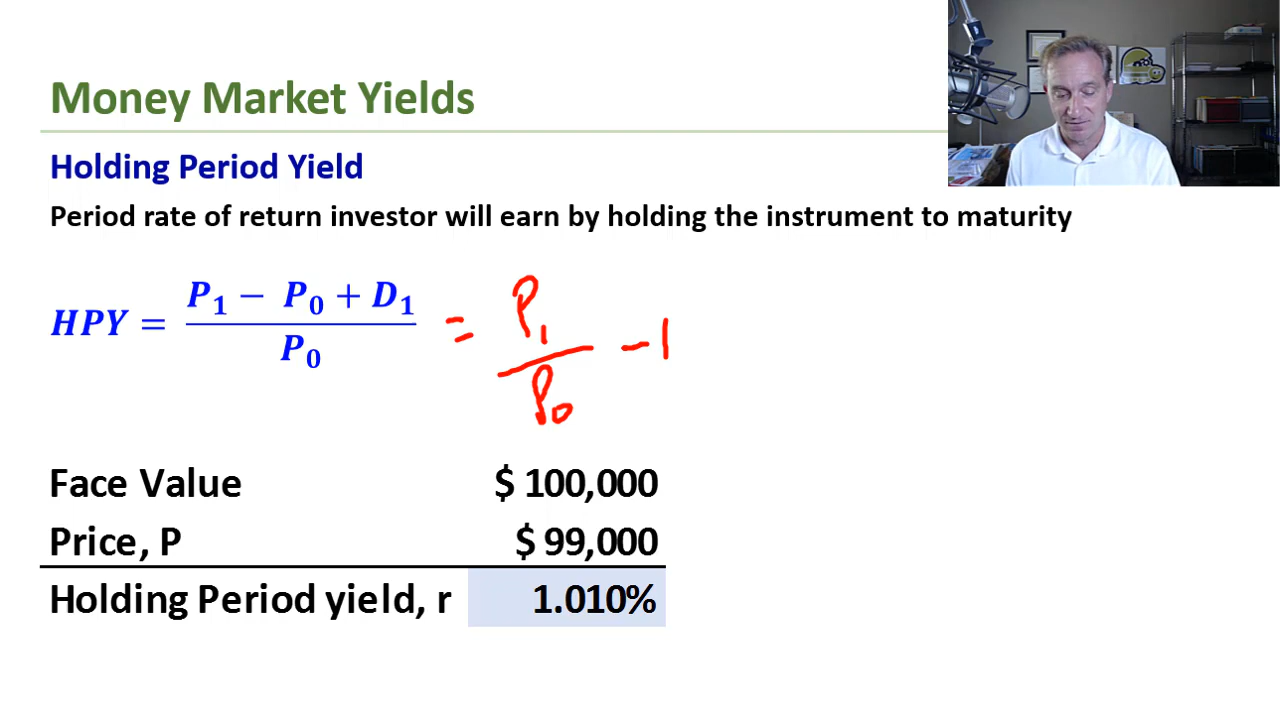 Money Market Yields
Holding Period Yield
Period rate of return investor will earn by holding the instrument to maturity
HPY = (P₁ − P₀ + D₁) / P₀ = P₁ / P₀ − 1
Face Value $ 100,000
Price, P $ 99,000
Holding Period yield, r 1.010%